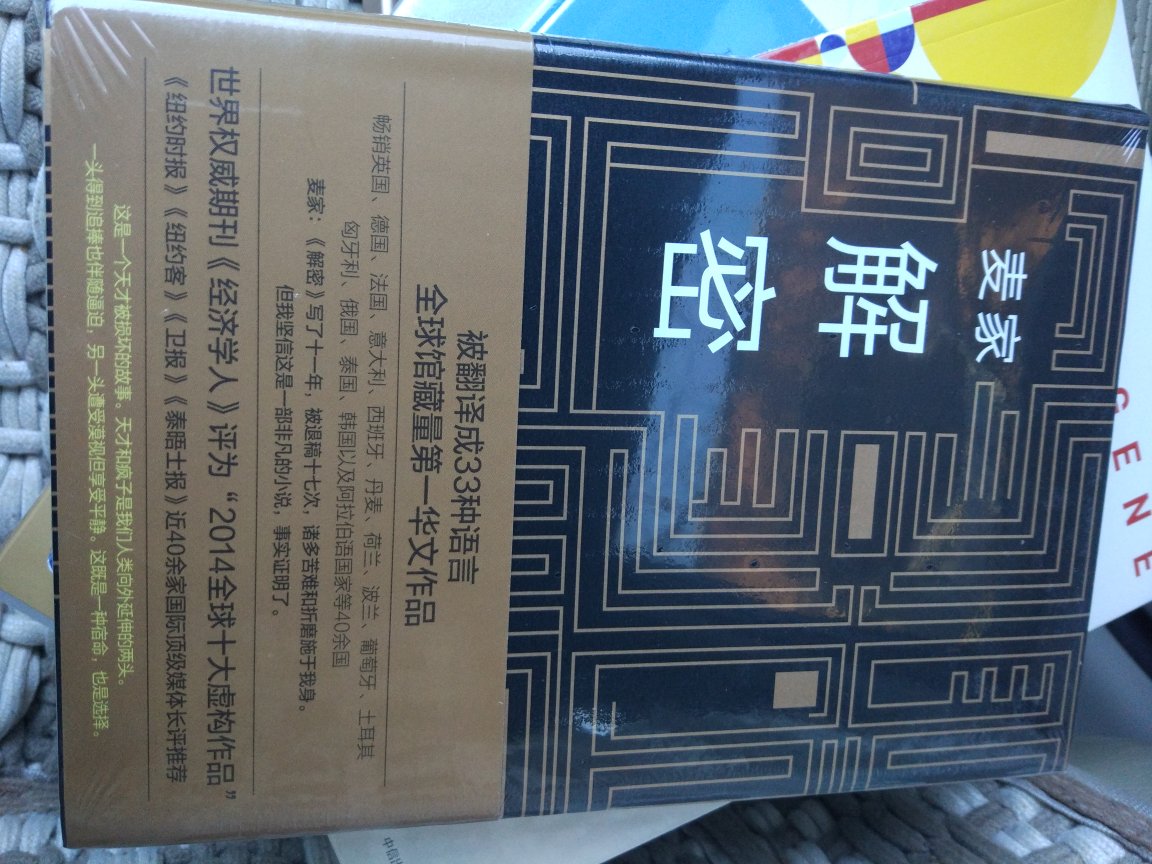 麦家
解密
被翻译成33种语言
全球馆藏量第一华文作品
畅销英国、德国、法国、意大利、西班牙、丹麦、荷兰、波兰、葡萄牙、土耳其
匈牙利、俄国、泰国、韩国以及阿拉伯语国家等40余国
麦家：《解密》写了十一年，被退稿十七次，诸多苦难和折磨施于我身。
但我坚信这是一部非凡的小说，事实证明了。
世界权威期刊《经济学人》评为“2014全球十大虚构作品”
《纽约时报》《纽约客》《卫报》《泰晤士报》近40余家国际顶级媒体长评推荐
这是一个天才被损坏的故事。天才和疯子是我们人类向外延伸的两头。
一头得到追捧也伴随逼迫，另一头遭受漠视但享受平静。这既是一种宿命，也是选择。
GENE
中信出